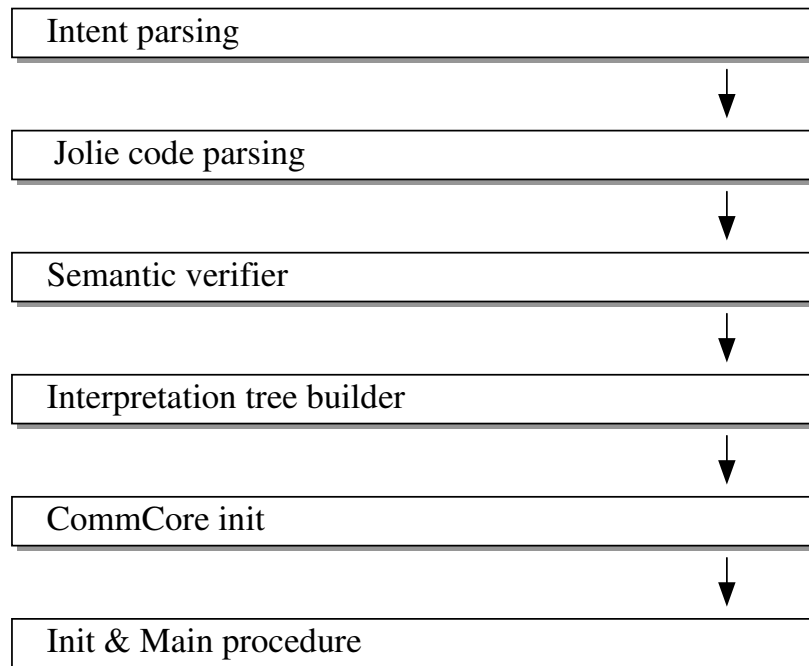 Intent parsing
Jolie code parsing
Semantic verifier
Interpretation tree builder
CommCore init
Init & Main procedure